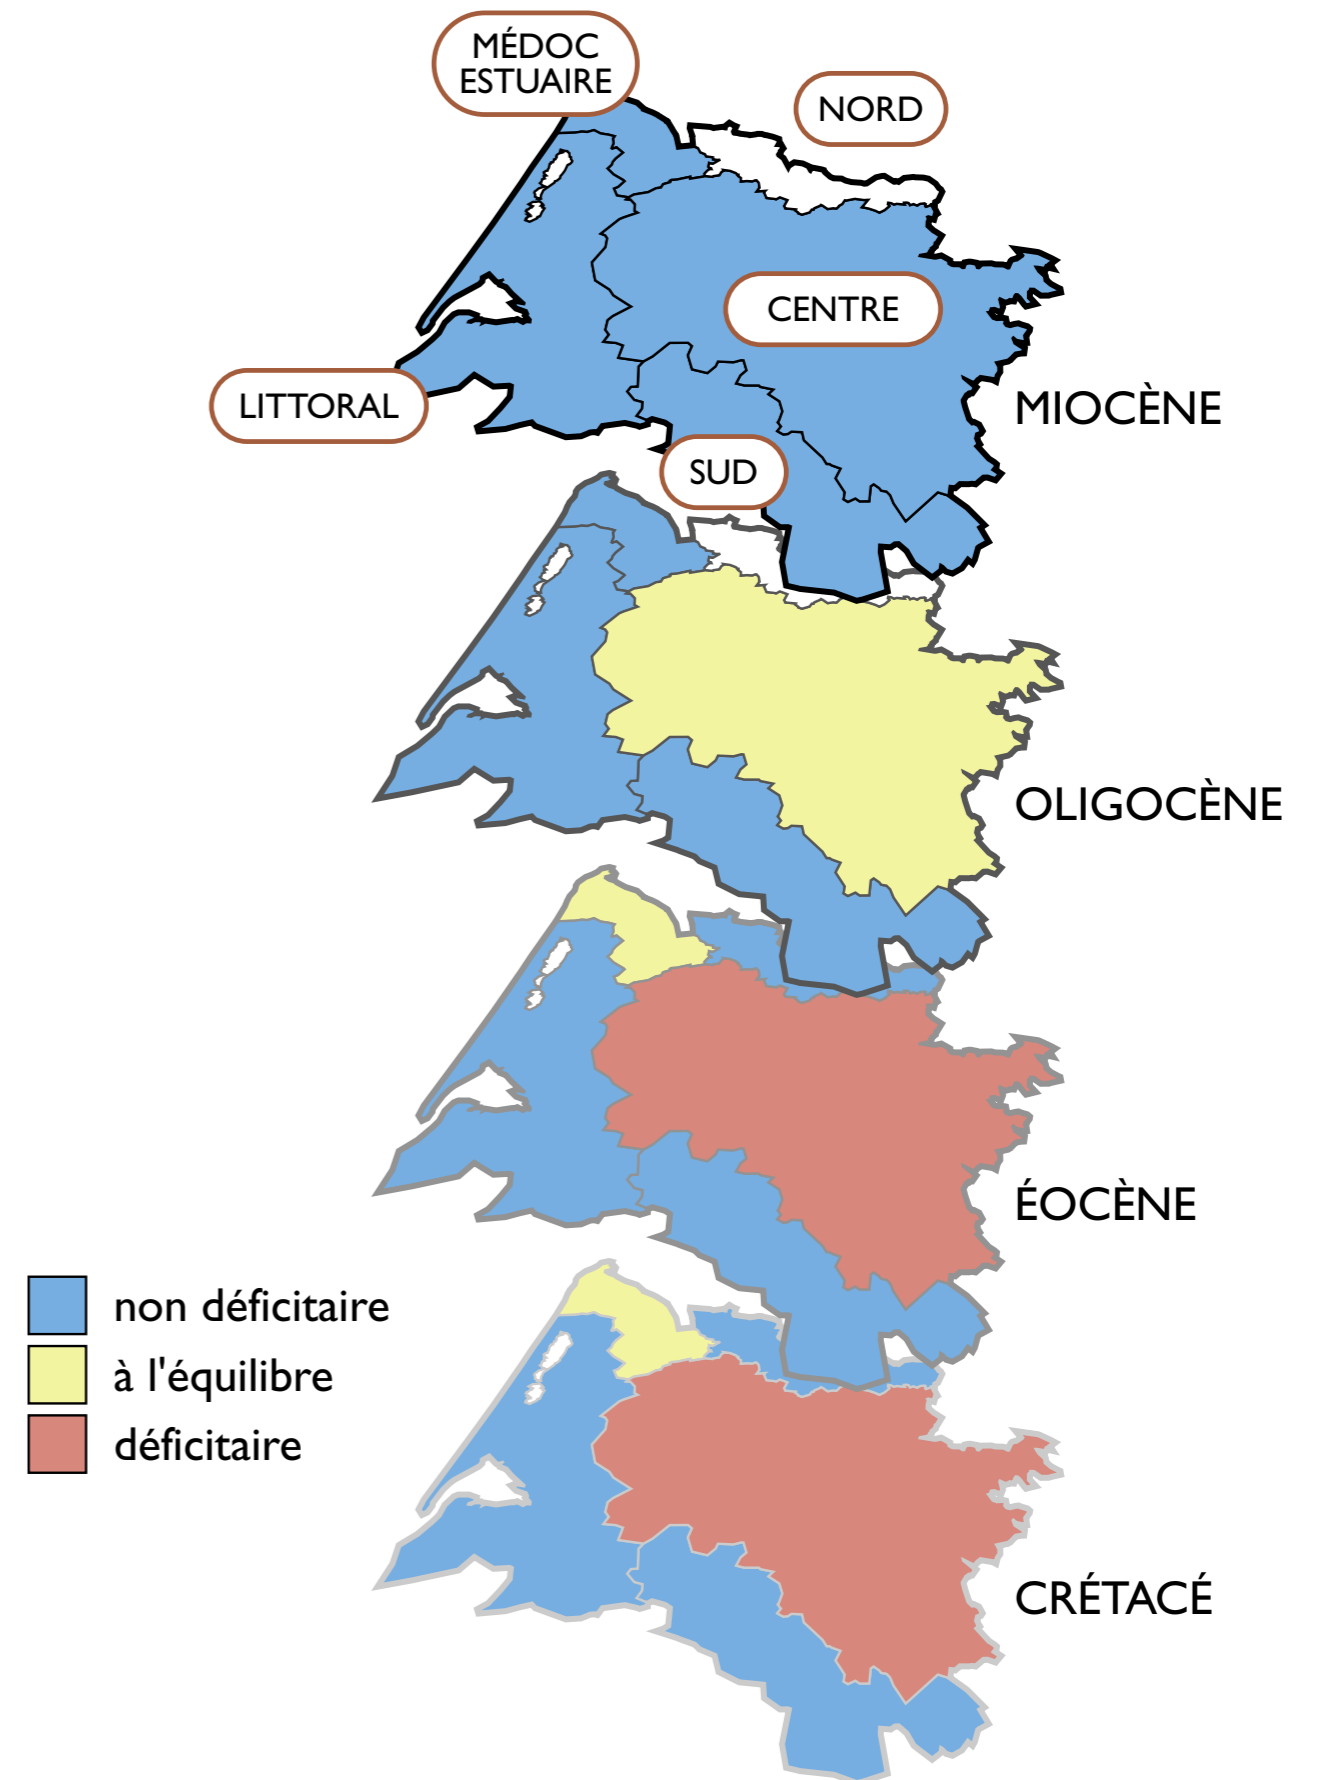 MÉDOC
ESTUAIRE
NORD
CENTRE
LITTORAL
MIOCÈNE
SUD
OLIGOCÈNE
ÉOCÈNE
non déficitaire
à l'équilibre
déficitaire
CRÉTACÉ